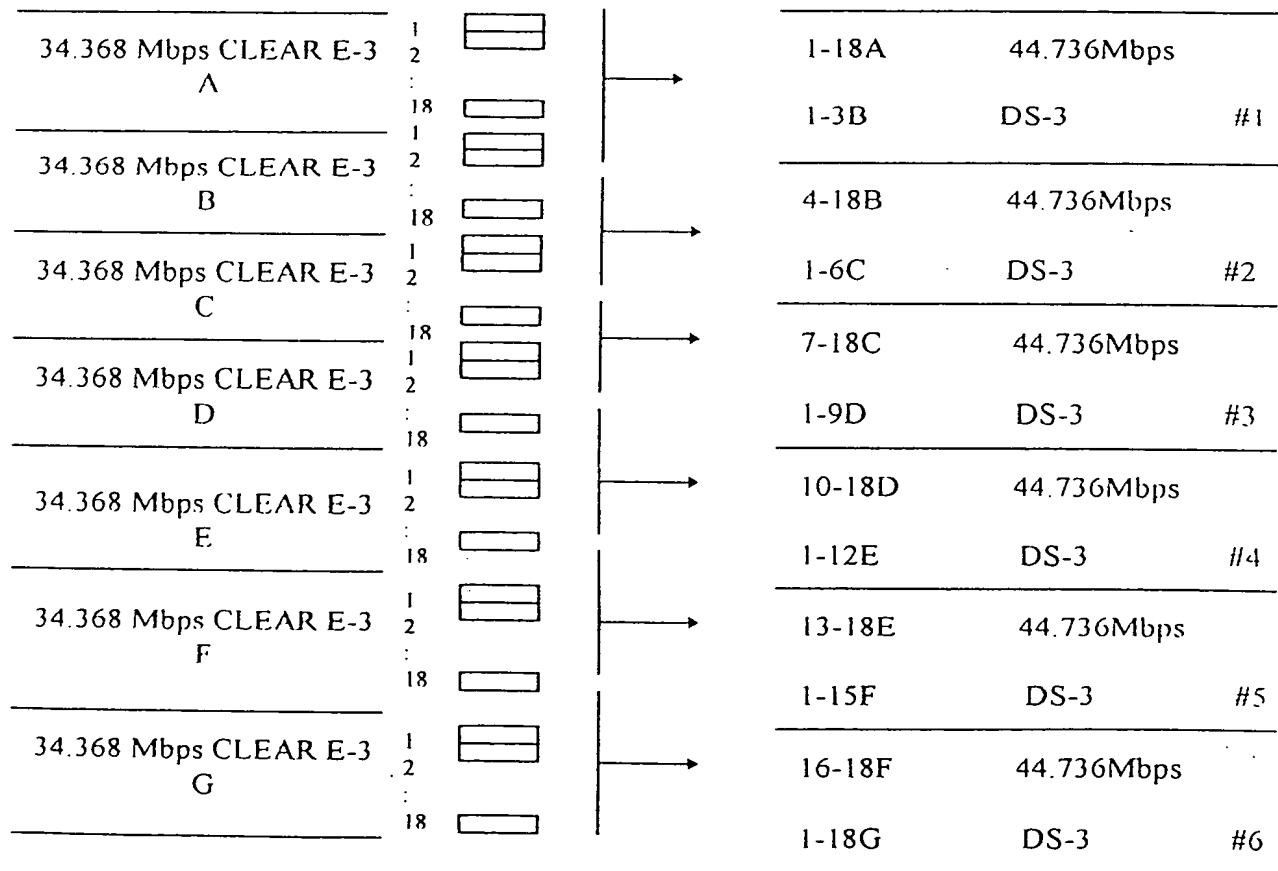 34.368 Mbps CLEAR E-3
A
1
2
:
18
34.368 Mbps CLEAR E-3
B
1
2
:
18
34.368 Mbps CLEAR E-3
C
1
2
:
18
34.368 Mbps CLEAR E-3
D
1
2
:
18
34.368 Mbps CLEAR E-3
E
1
2
:
18
34.368 Mbps CLEAR E-3
F
1
2
:
18
34.368 Mbps CLEAR E-3
G
1
2
:
18
1-18A 44.736Mbps
1-3B DS-3 #1
4-18B 44.736Mbps
1-6C DS-3 #2
7-18C 44.736Mbps
1-9D DS-3 #3
10-18D 44.736Mbps
1-12E DS-3 #4
13-18E 44.736Mbps
1-15F DS-3 #5
16-18F 44.736Mbps
1-18G DS-3 #6